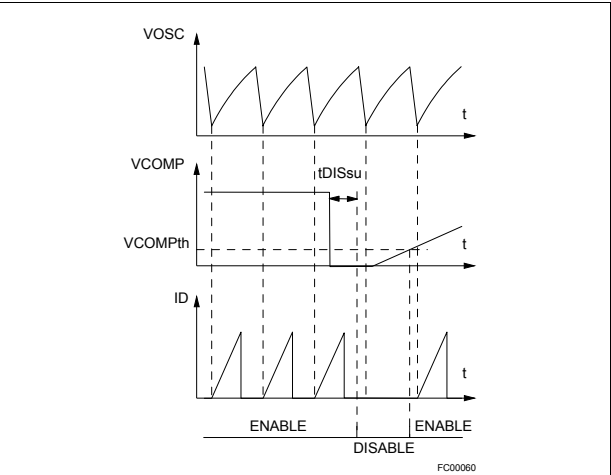 VOSC
t
VCOMP
tDISsu
VCOMPth
t
ID
t
ENABLE
ENABLE
DISABLE
FC00060